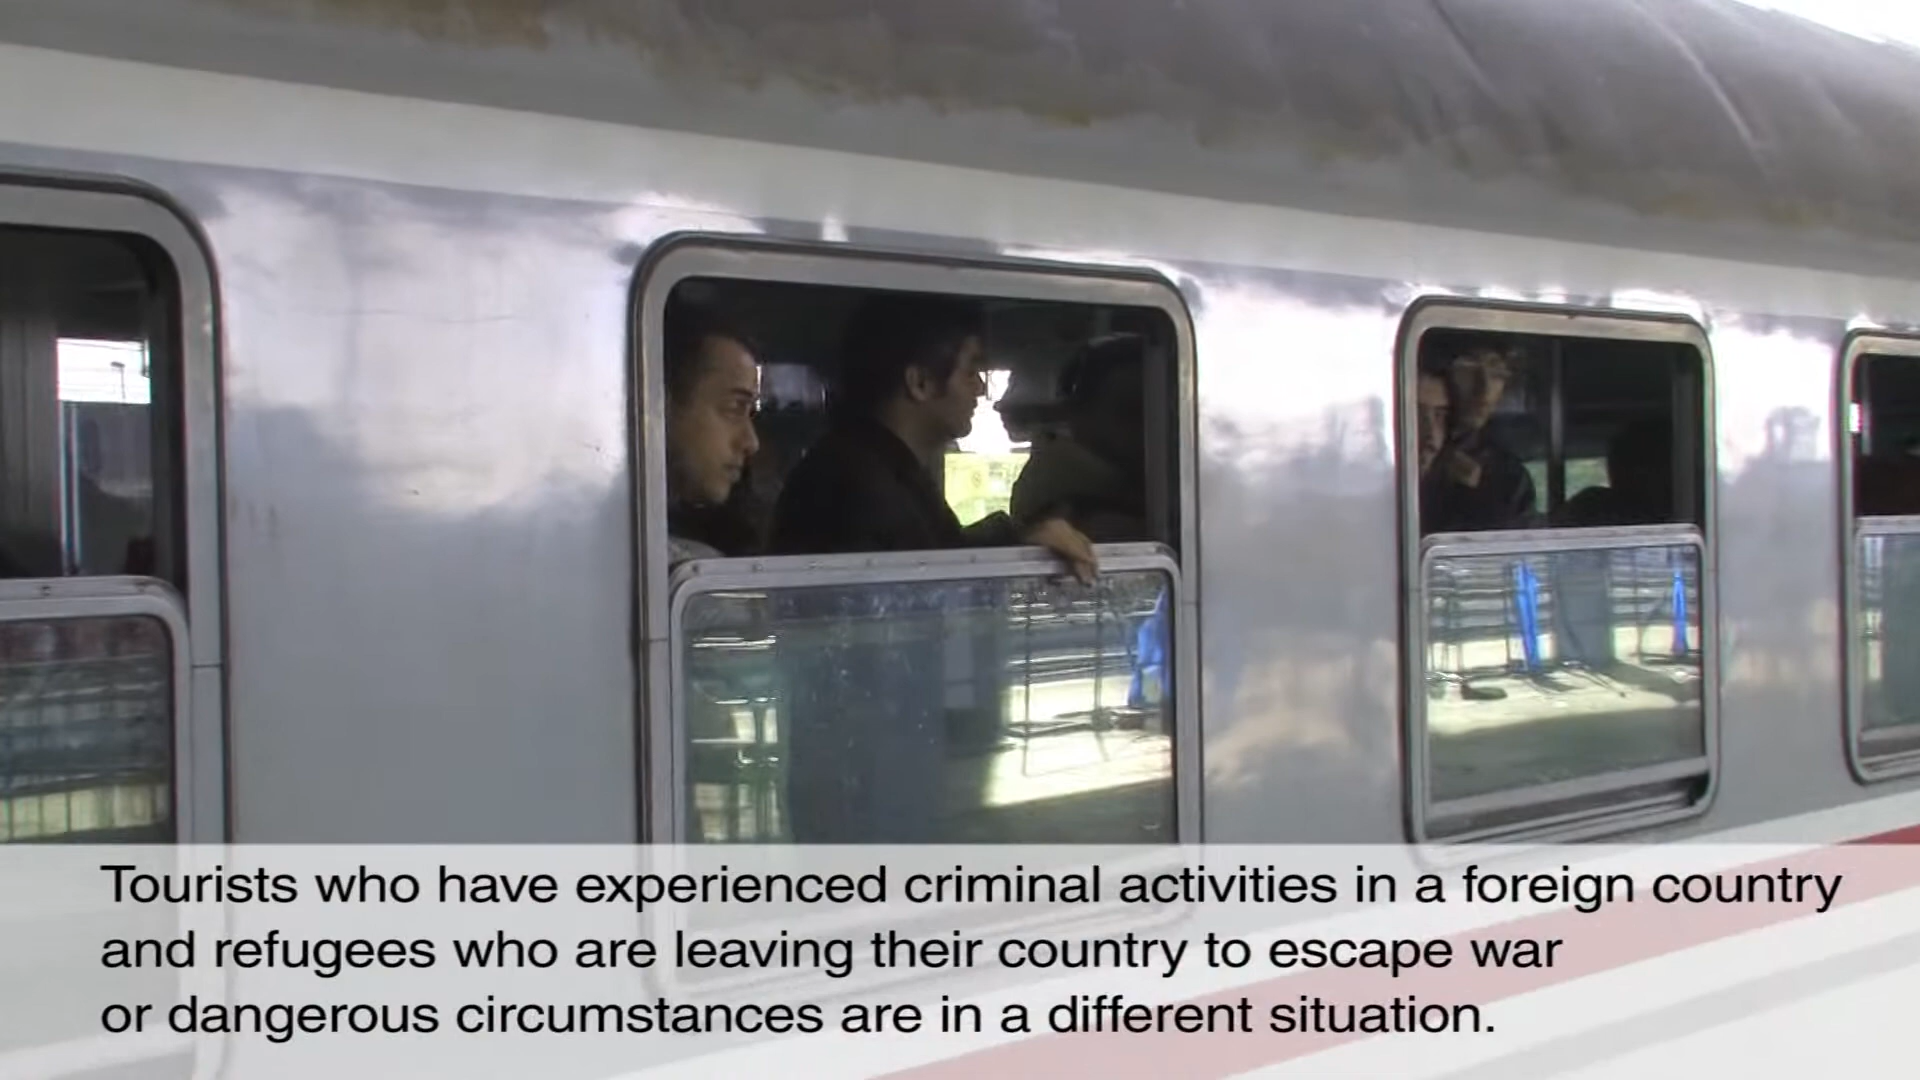 Tourists who have experienced criminal activities in a foreign country
and refugees who are leaving their country to escape war
or dangerous circumstances are in a different situation.